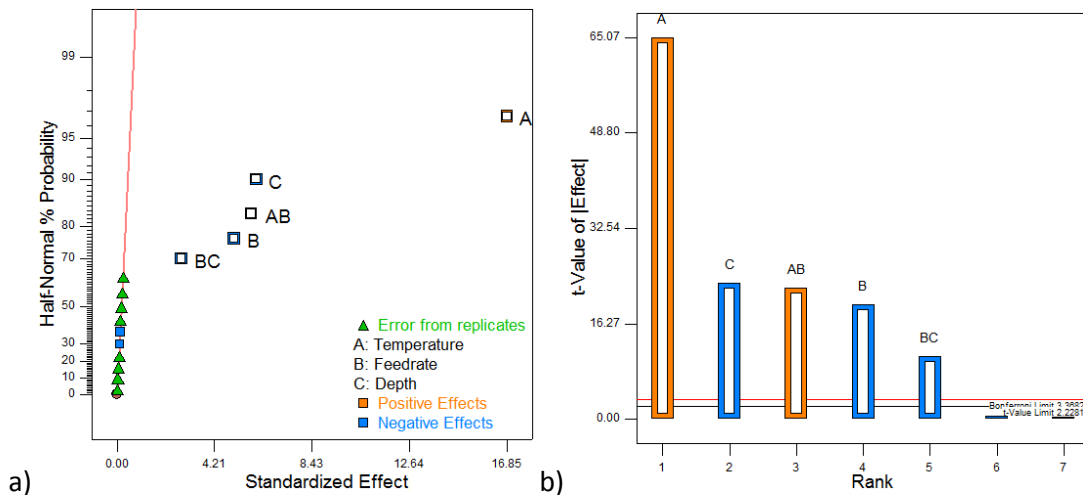 Half-Normal % Probability
99
95
90
80
70
50
30
20
10
0
A
C
AB
B
BC
Error from replicates
A: Temperature
B: Feedrate
C: Depth
Positive Effects
Negative Effects
0.00 4.21 8.43 12.64 16.85
Standardized Effect
a)
t-Value of |Effect|
65.07
48.80
32.54
16.27
0.00
A
C
AB
B
BC
Bonferroni Limit 3.3682
t-Value Limit 2.2281
1 2 3 4 5 6 7
Rank
b)